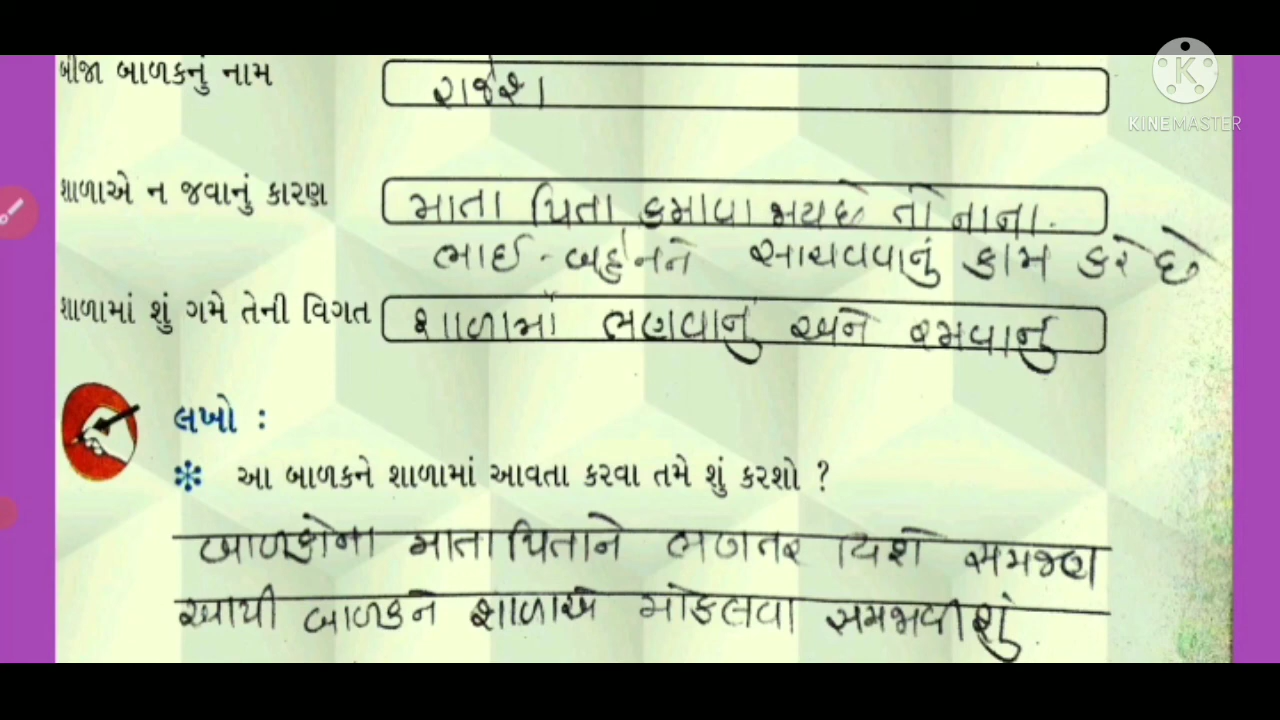 બીજા બાળકનું નામ
રાજેશ
KINEMASTER
શાળાએ ન જવાનું કારણ
માતા પિતા કમાવા જાય છે તો નાના
ભાઈ - બહેનને સાચવવાનું કામ કરે છે
શાળામાં શું ગમે તેની વિગત
શાળામાં ભણવાનું અને રમવાનું
લખો :
* આ બાળકને શાળામાં આવતા કરવા તમે શું કરશો ?
બાળકોના માતાપિતાને ભણતર વિશે સમજણ
આપી બાળકને શાળાએ મોકલવા સમજાવીશું